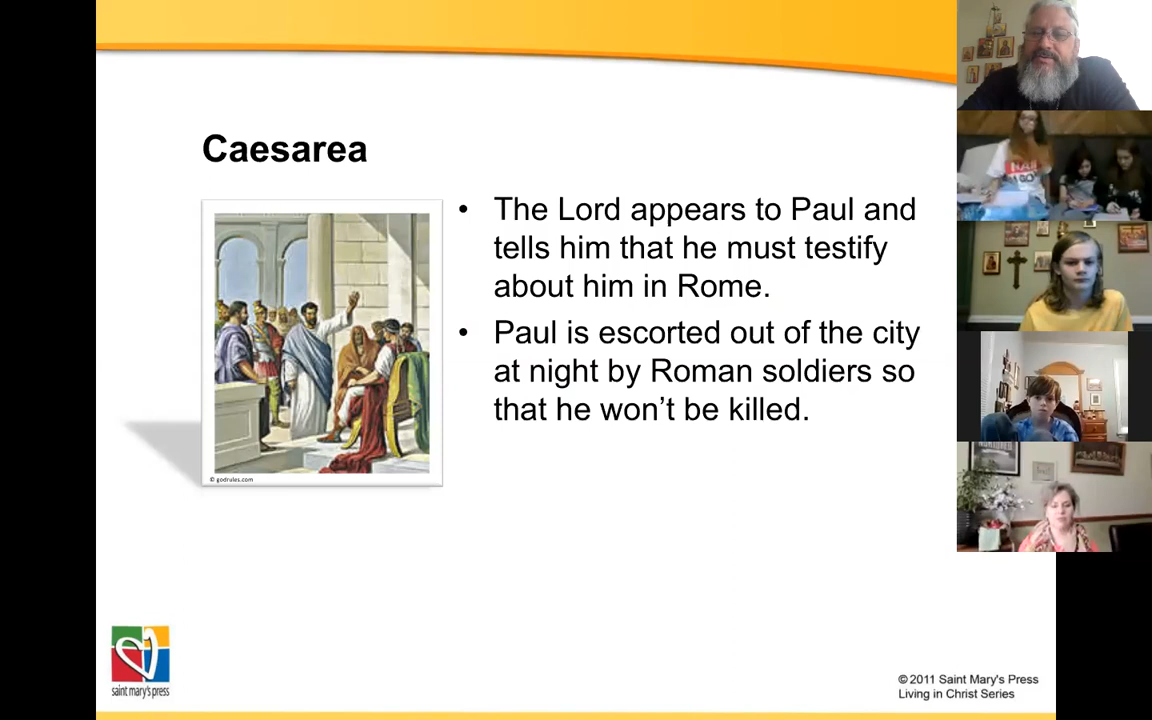 Caesarea
• The Lord appears to Paul and
tells him that he must testify
about him in Rome.
• Paul is escorted out of the city
at night by Roman soldiers so
that he won’t be killed.
© godrules.com
saint mary's press
© 2011 Saint Mary's Press
Living in Christ Series